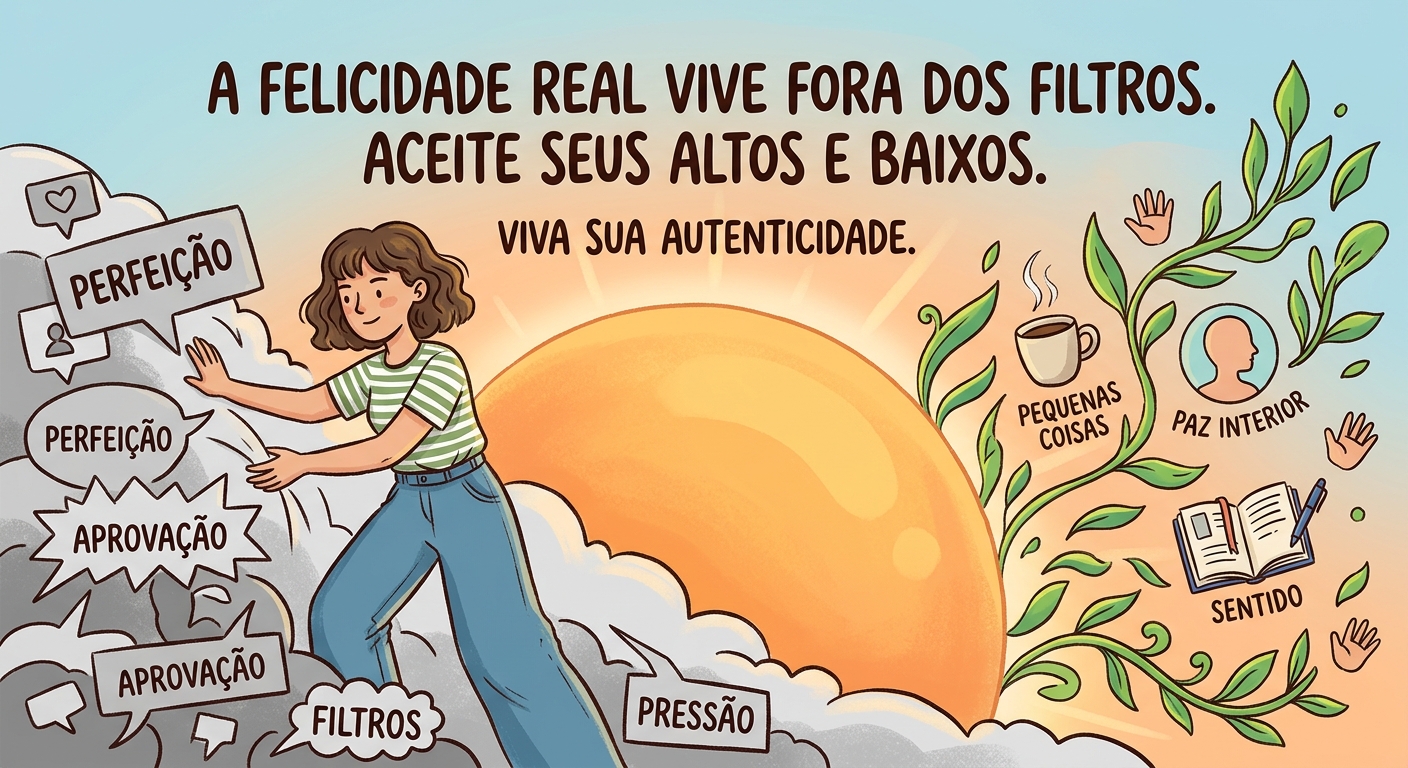 A FELICIDADE REAL VIVE FORA DOS FILTROS.
ACEITE SEUS ALTOS E BAIXOS.
VIVA SUA AUTENTICIDADE.
PERFEIÇÃO
PERFEIÇÃO
APROVAÇÃO
APROVAÇÃO
FILTROS
PRESSÃO
PEQUENAS
COISAS
PAZ INTERIOR
SENTIDO